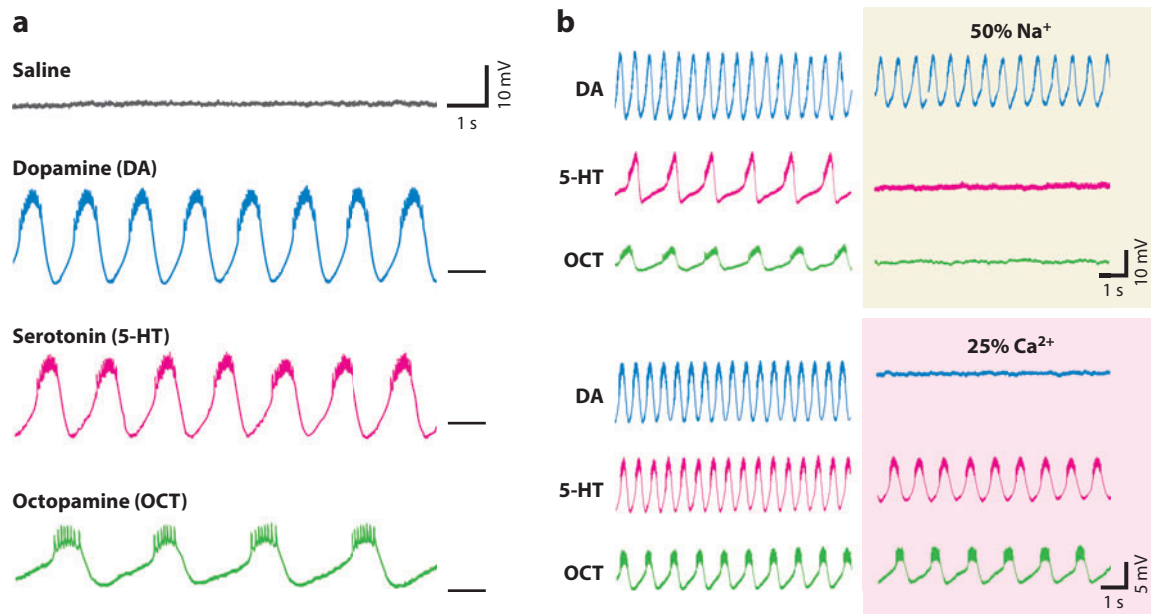 a
Saline
10 mV
1 s
Dopamine (DA)
Serotonin (5-HT)
Octopamine (OCT)
b
50% Na⁺
DA
5-HT
OCT
10 mV
1 s
25% Ca²⁺
DA
5-HT
OCT
5 mV
1 s